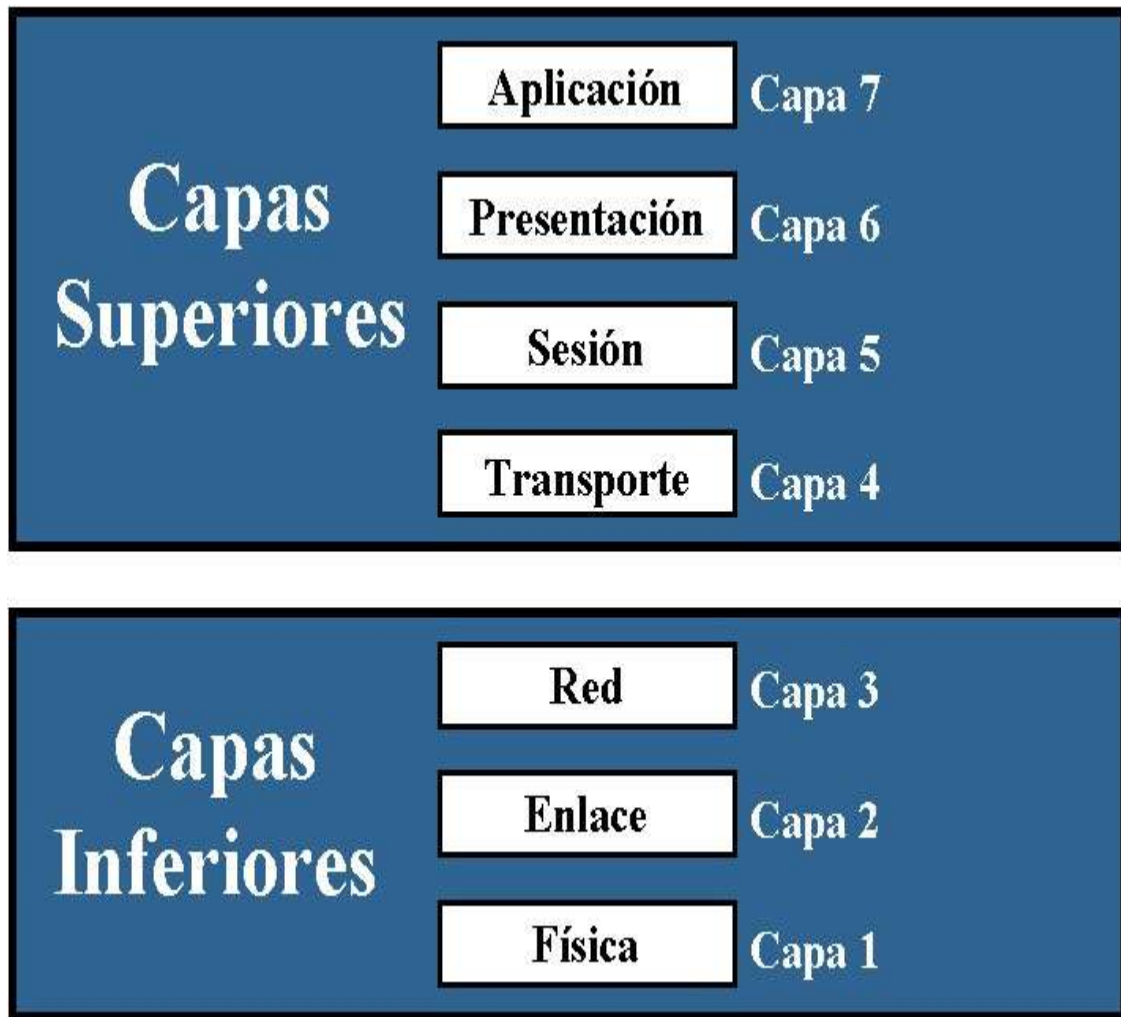 Capas
Superiores
Aplicación Capa 7
Presentación Capa 6
Sesión Capa 5
Transporte Capa 4
Capas
Inferiores
Red Capa 3
Enlace Capa 2
Física Capa 1